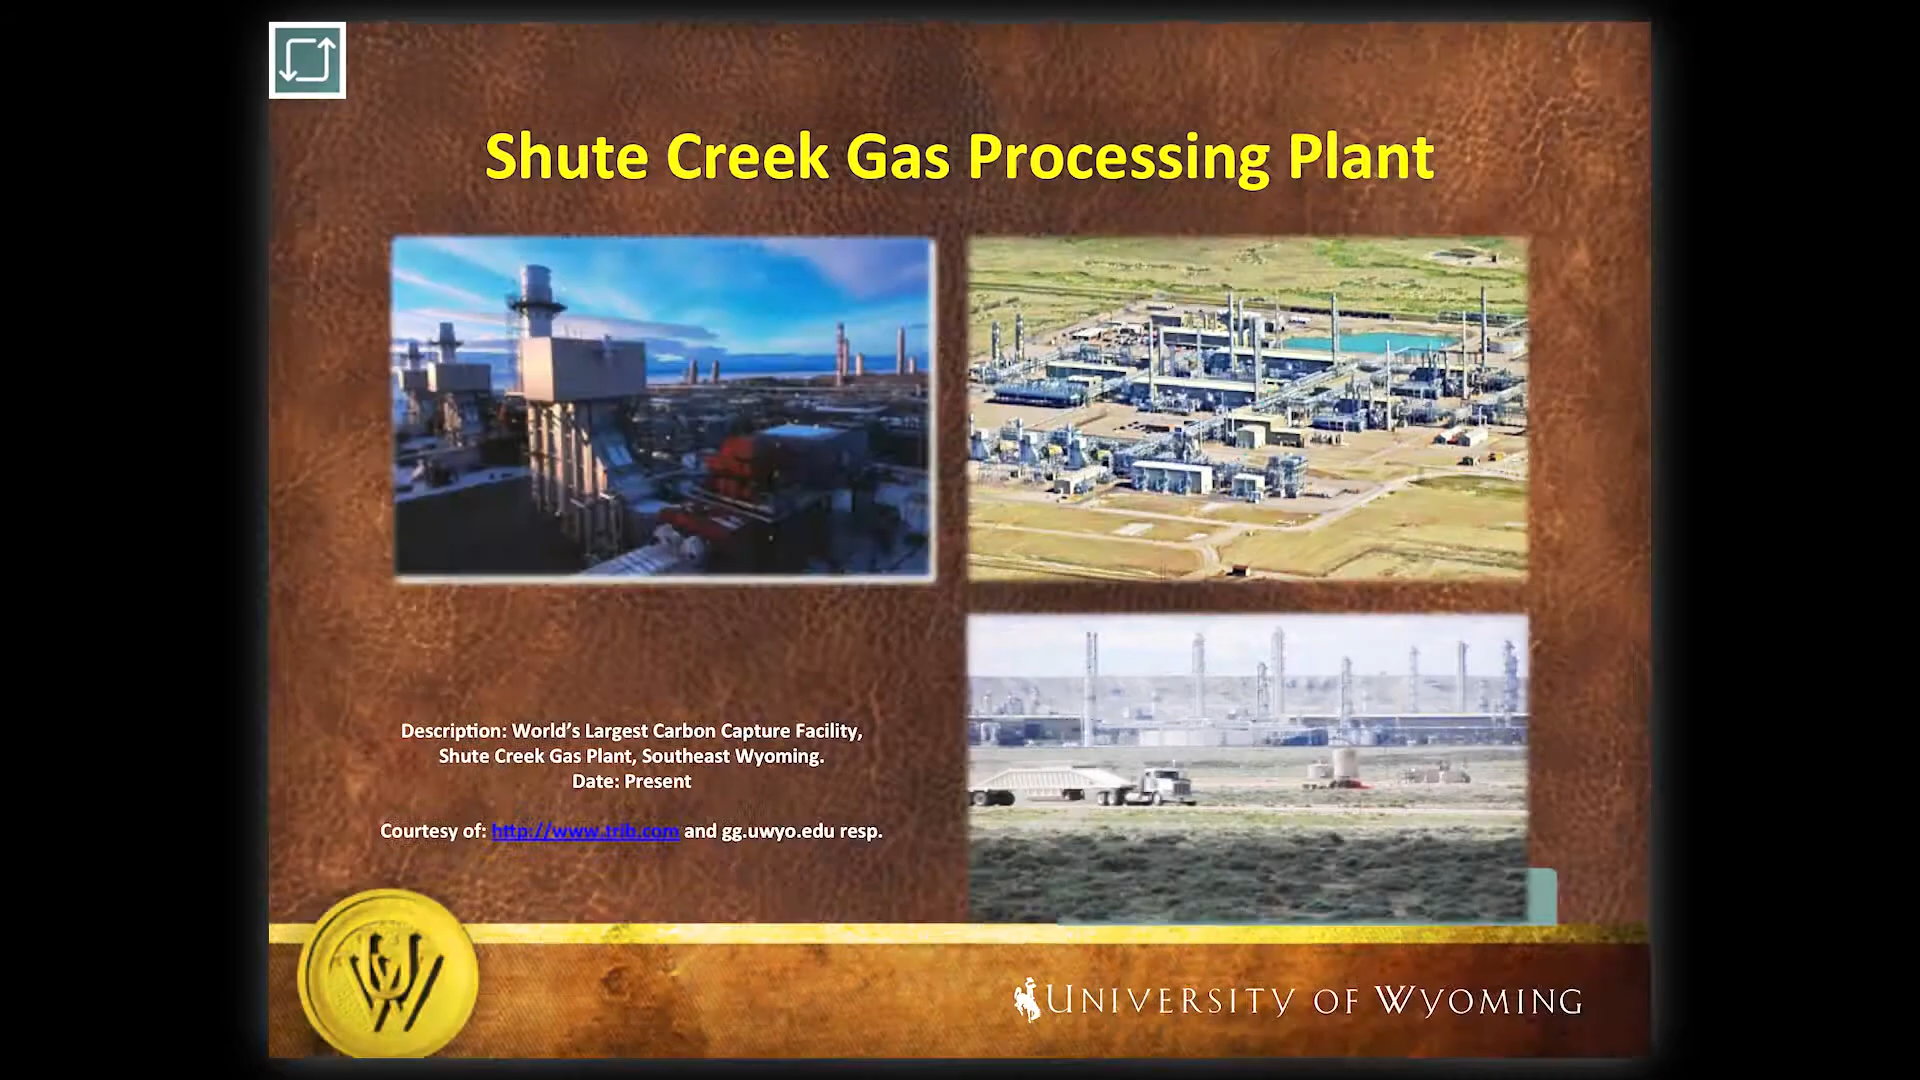 Shute Creek Gas Processing Plant
Description: World’s Largest Carbon Capture Facility,
Shute Creek Gas Plant, Southeast Wyoming.
Date: Present
Courtesy of: http://www.trib.com and gg.uwyo.edu resp.
UW
UNIVERSITY OF WYOMING